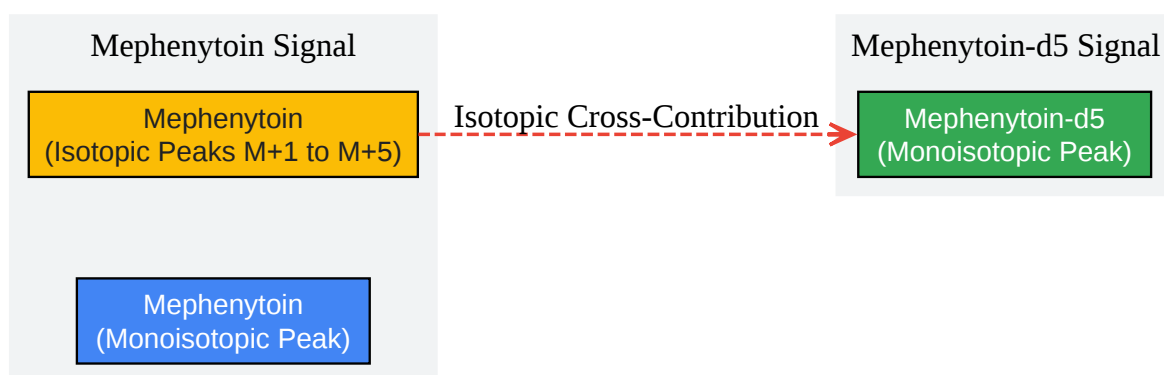 Mephenytoin Signal
Mephenytoin
(Isotopic Peaks M+1 to M+5)
Mephenytoin
(Monoisotopic Peak)
Isotopic Cross-Contribution
Mephenytoin-d5 Signal
Mephenytoin-d5
(Monoisotopic Peak)